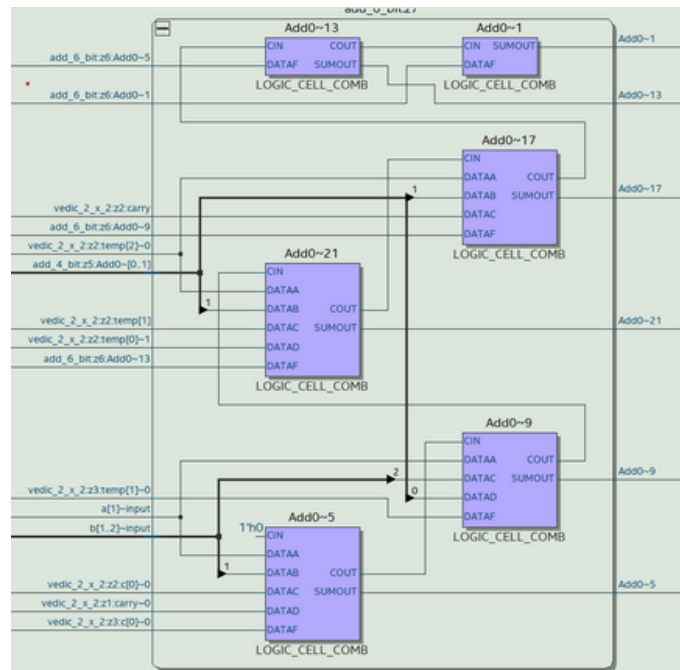 add_6_bit:z7
Add0~13
CIN COUT
DATAF SUMOUT
LOGIC_CELL_COMB
Add0~1
CIN SUMOUT
DATAF
LOGIC_CELL_COMB
Add0~1
add_6_bit:z6:Add0~5
add_6_bit:z6:Add0~1
Add0~13
Add0~17
CIN
DATAA COUT
DATAB SUMOUT
DATAC
DATAF
LOGIC_CELL_COMB
1
Add0~17
vedic_2_x_2:z2:carry
add_6_bit:z6:Add0~9
vedic_2_x_2:z2:temp[2]~0
add_4_bit:z5:Add0~[0..1]
Add0~21
CIN
DATAA
DATAB COUT
DATAC SUMOUT
DATAD
DATAF
LOGIC_CELL_COMB
1
Add0~21
vedic_2_x_2:z2:temp[1]
vedic_2_x_2:z2:temp[0]~1
add_6_bit:z6:Add0~13
Add0~9
CIN
DATAA COUT
DATAC SUMOUT
DATAD
DATAF
LOGIC_CELL_COMB
2
0
Add0~9
vedic_2_x_2:z3:temp[1]~0
a[1]~input
b[1..2]~input
Add0~5
1'h0
CIN
DATAA
DATAB COUT
DATAC SUMOUT
DATAD
DATAF
LOGIC_CELL_COMB
1
Add0~5
vedic_2_x_2:z2:c[0]~0
vedic_2_x_2:z1:carry~0
vedic_2_x_2:z3:c[0]~0